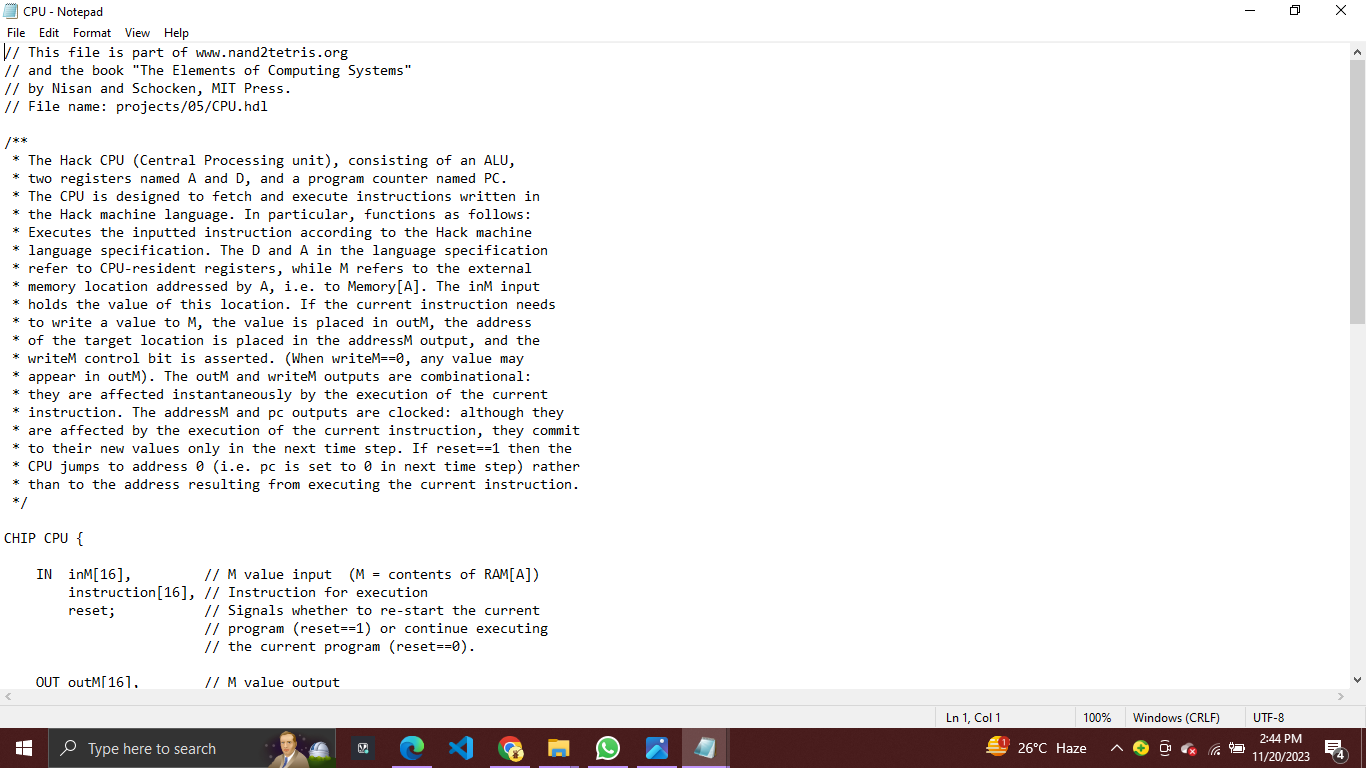 CPU - Notepad
File Edit Format View Help
// This file is part of www.nand2tetris.org
// and the book "The Elements of Computing Systems"
// by Nisan and Schocken, MIT Press.
// File name: projects/05/CPU.hdl
/**
 * The Hack CPU (Central Processing unit), consisting of an ALU,
 * two registers named A and D, and a program counter named PC.
 * The CPU is designed to fetch and execute instructions written in
 * the Hack machine language. In particular, functions as follows:
 * Executes the inputted instruction according to the Hack machine
 * language specification. The D and A in the language specification
 * refer to CPU-resident registers, while M refers to the external
 * memory location addressed by A, i.e. to Memory[A]. The inM input
 * holds the value of this location. If the current instruction needs
 * to write a value to M, the value is placed in outM, the address
 * of the target location is placed in the addressM output, and the
 * writeM control bit is asserted. (When writeM==0, any value may
 * appear in outM). The outM and writeM outputs are combinational:
 * they are affected instantaneously by the execution of the current
 * instruction. The addressM and pc outputs are clocked: although they
 * are affected by the execution of the current instruction, they commit
 * to their new values only in the next time step. If reset==1 then the
 * CPU jumps to address 0 (i.e. pc is set to 0 in next time step) rather
 * than to the address resulting from executing the current instruction.
 */
CHIP CPU {
    IN  inM[16],         // M value input  (M = contents of RAM[A])
        instruction[16], // Instruction for execution
        reset;           // Signals whether to re-start the current
                         // program (reset==1) or continue executing
                         // the current program (reset==0).
    OUT outM[16],        // M value output
Ln 1, Col 1 100% Windows (CRLF) UTF-8
Type here to search 1 26°C Haze 2:44 PM 4
11/20/2023